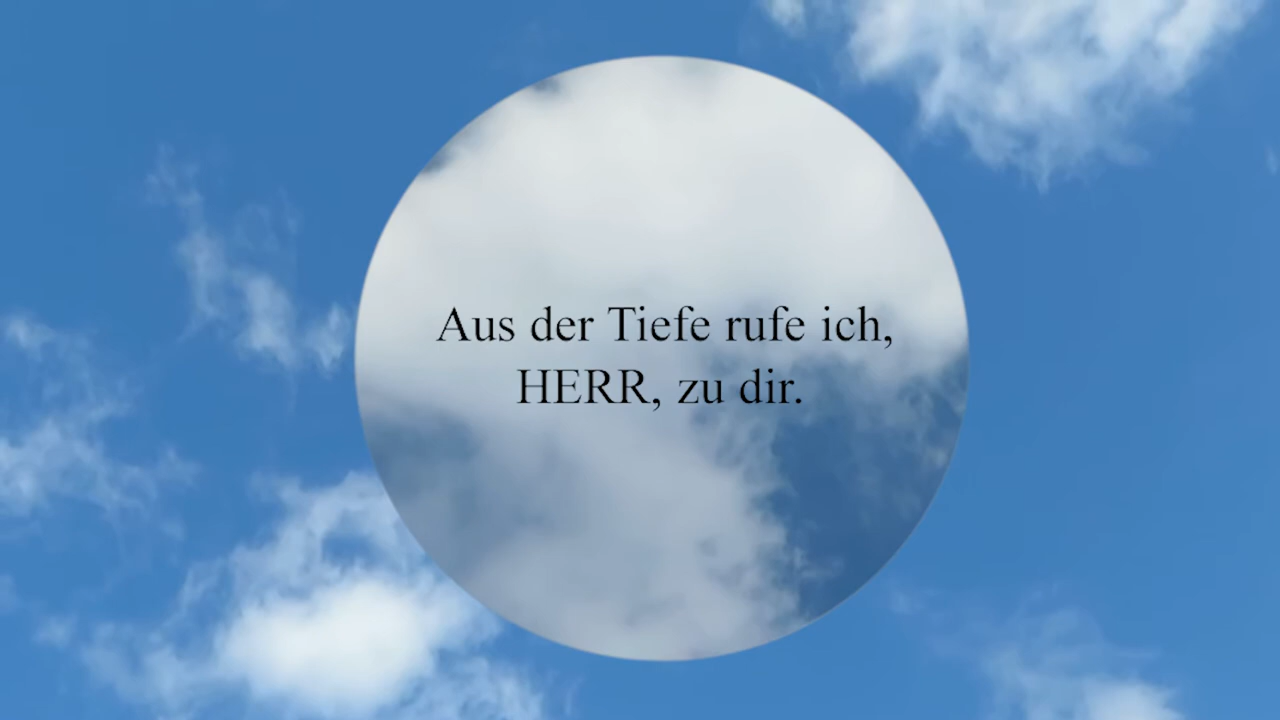 Aus der Tiefe rufe ich,
HERR, zu dir.